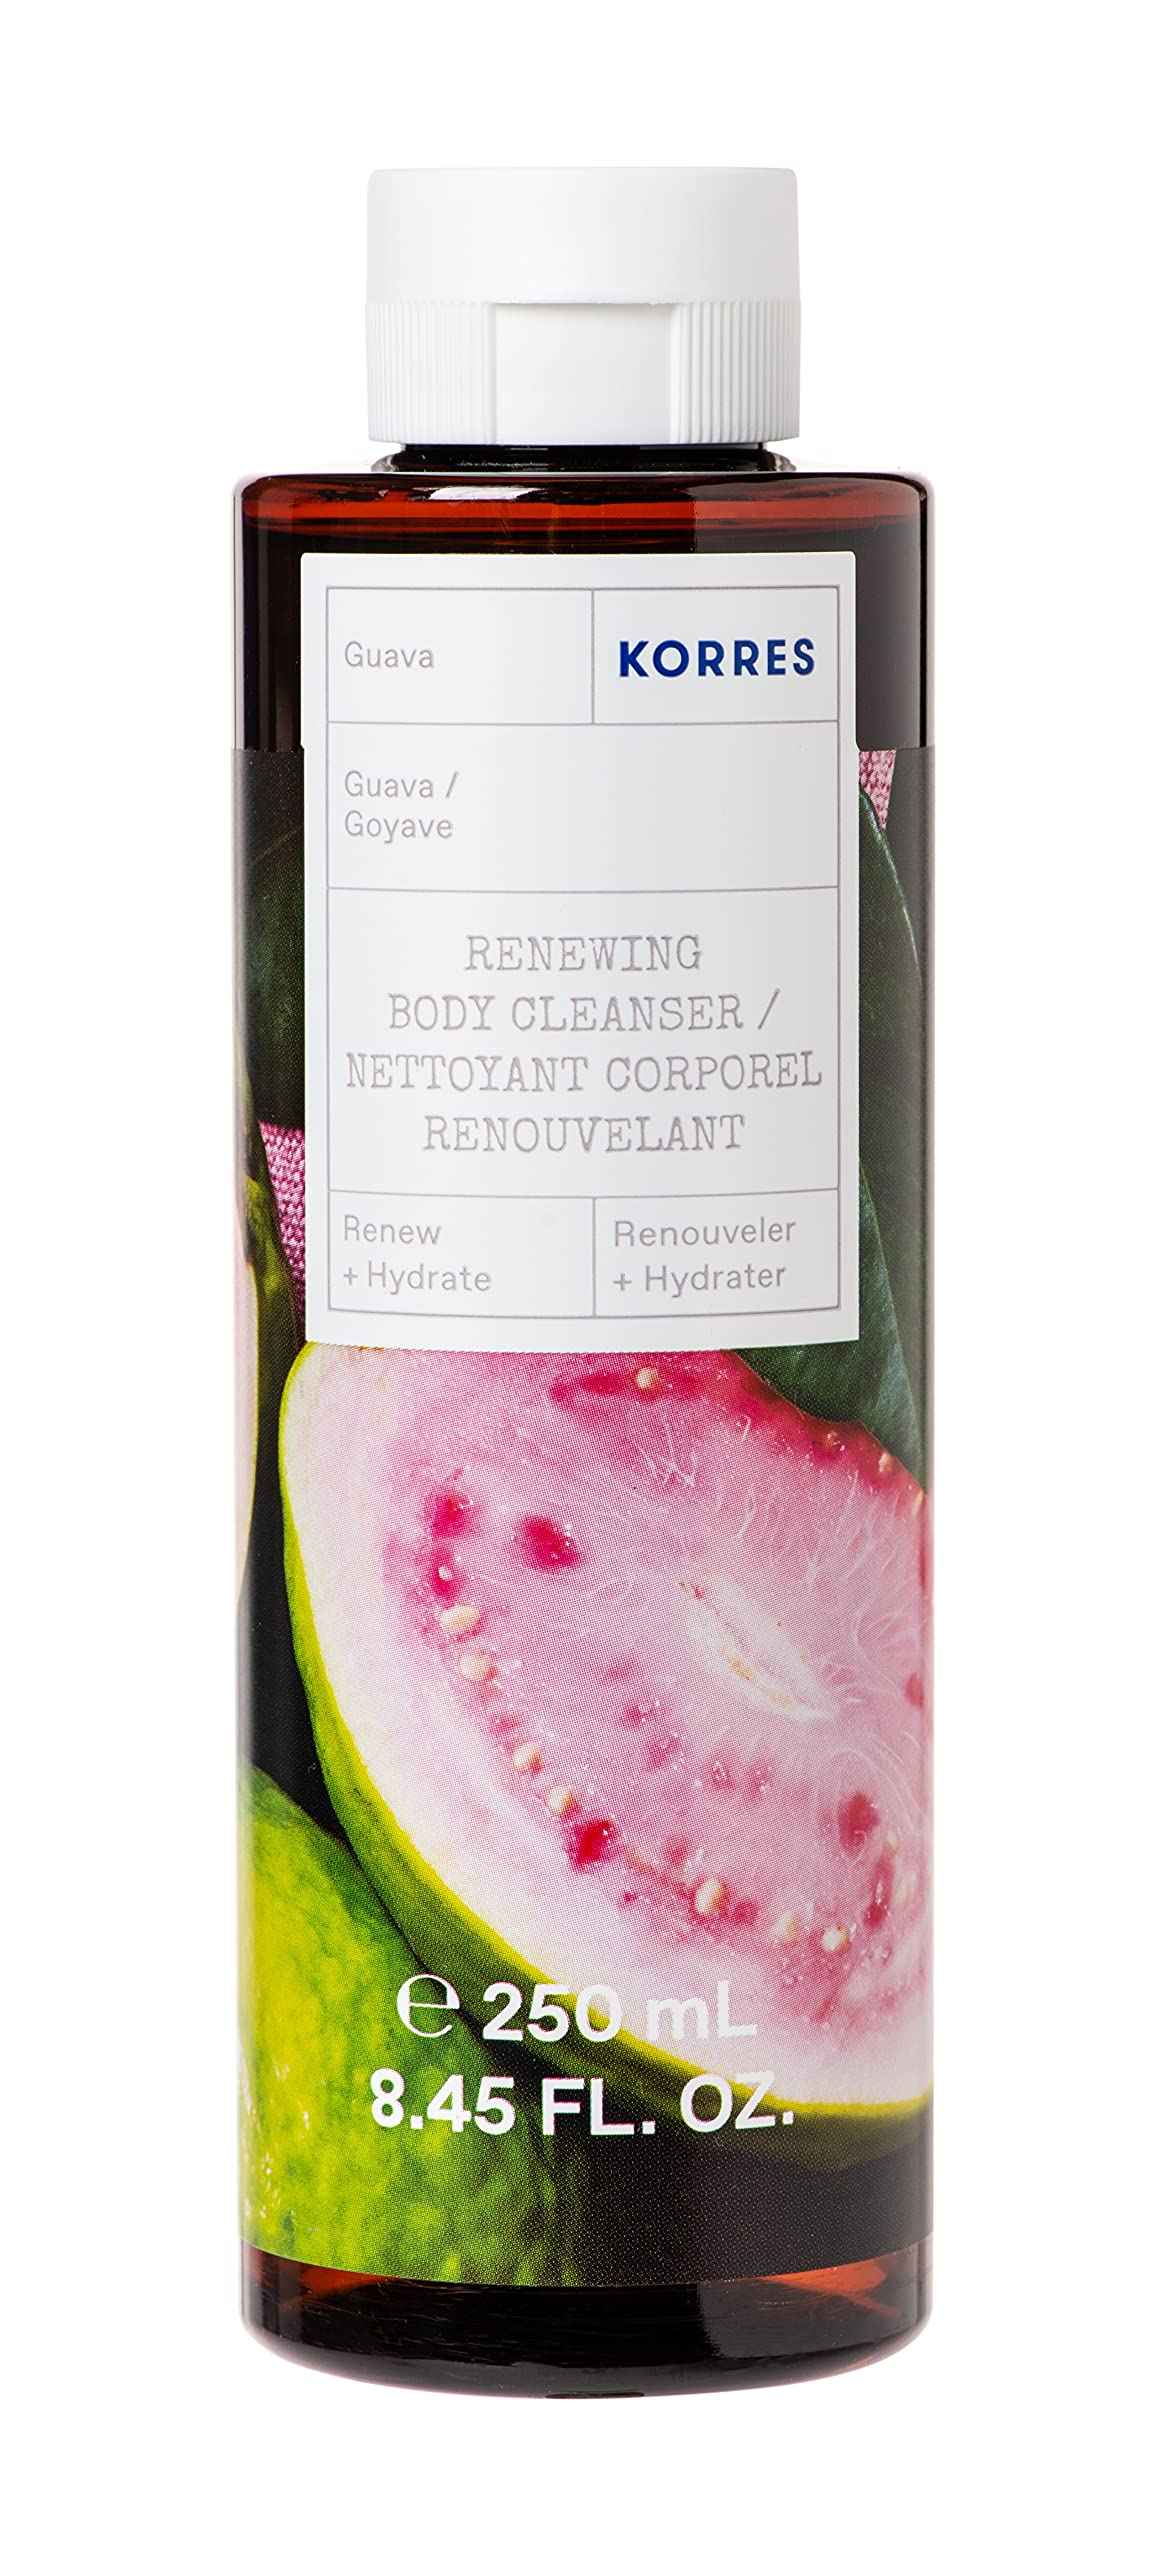 Guava
KORRES
Guava /
Goyave
RENEWING
BODY CLEANSER /
NETTOYANT CORPOREL
RENOUVELANT
Renew
+ Hydrate
Renouveler
+ Hydrater
℮ 250 mL
8.45 FL. OZ.